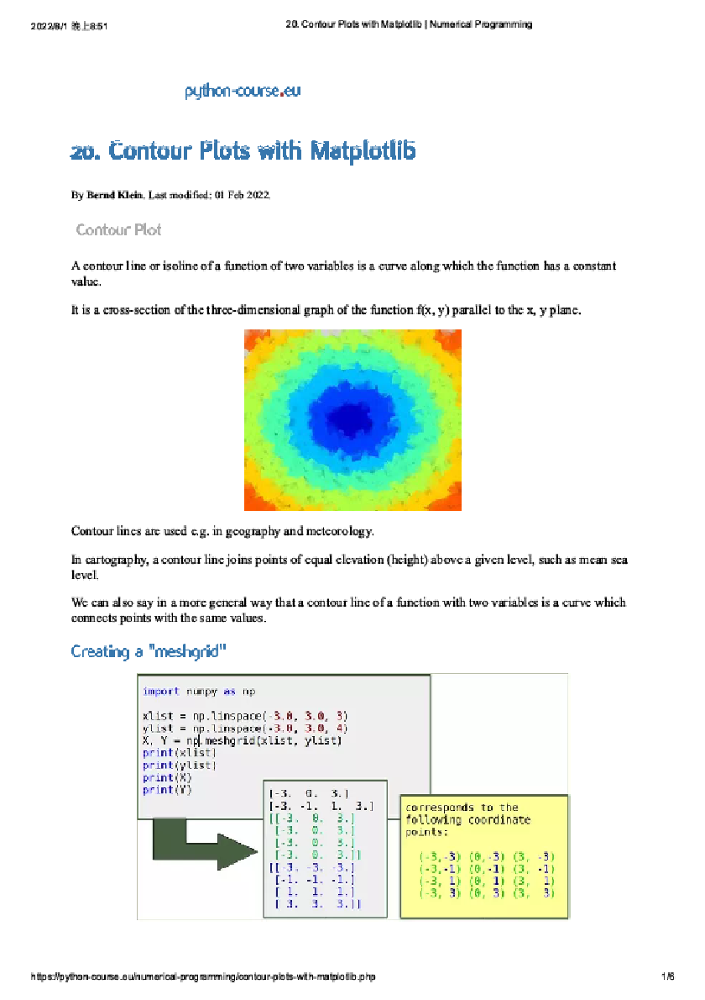 2022/8/1 晚上8:51
20. Contour Plots with Matplotlib | Numerical Programming
python-course.eu
20. Contour Plots with Matplotlib
By Bernd Klein. Last modified: 01 Feb 2022.
Contour Plot
A contour line or isoline of a function of two variables is a curve along which the function has a constant
value.
It is a cross-section of the three-dimensional graph of the function f(x, y) parallel to the x, y plane.
Contour lines are used e.g. in geography and meteorology.
In cartography, a contour line joins points of equal elevation (height) above a given level, such as mean sea
level.
We can also say in a more general way that a contour line of a function with two variables is a curve which
connects points with the same values.
Creating a "meshgrid"
import numpy as np
xlist = np.linspace(-3.0, 3.0, 3)
ylist = np.linspace(-3.0, 3.0, 4)
X, Y = np.meshgrid(xlist, ylist)
print(xlist)
print(ylist)
print(X)
print(Y)
[-3. 0. 3.]
[-3. -1. 1. 3.]
[[-3. 0. 3.]
[-3. 0. 3.]
[-3. 0. 3.]
[-3. 0. 3.]]
[[-3. -3. -3.]
[-1. -1. -1.]
[ 1. 1. 1.]
[ 3. 3. 3.]]
corresponds to the
following coordinate
points:
(-3,-3) (0,-3) (3, -3)
(-3,-1) (0,-1) (3, -1)
(-3, 1) (0, 1) (3, 1)
(-3, 3) (0, 3) (3, 3)
https://python-course.eu/numerical-programming/contour-plots-with-matplotlib.php
1/6